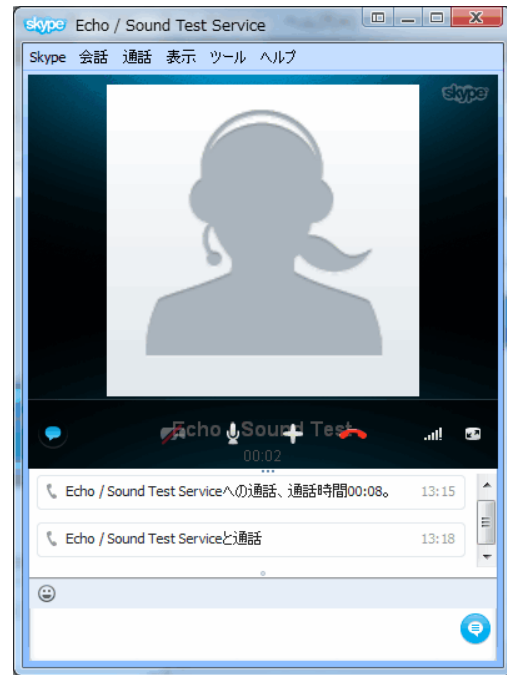 skype Echo / Sound Test Service
Skype 会話 通話 表示 ツール ヘルプ
skype
Echo / Sound Test
00:02
Echo / Sound Test Serviceへの通話、通話時間00:08。 13:15
Echo / Sound Test Serviceと通話 13:18